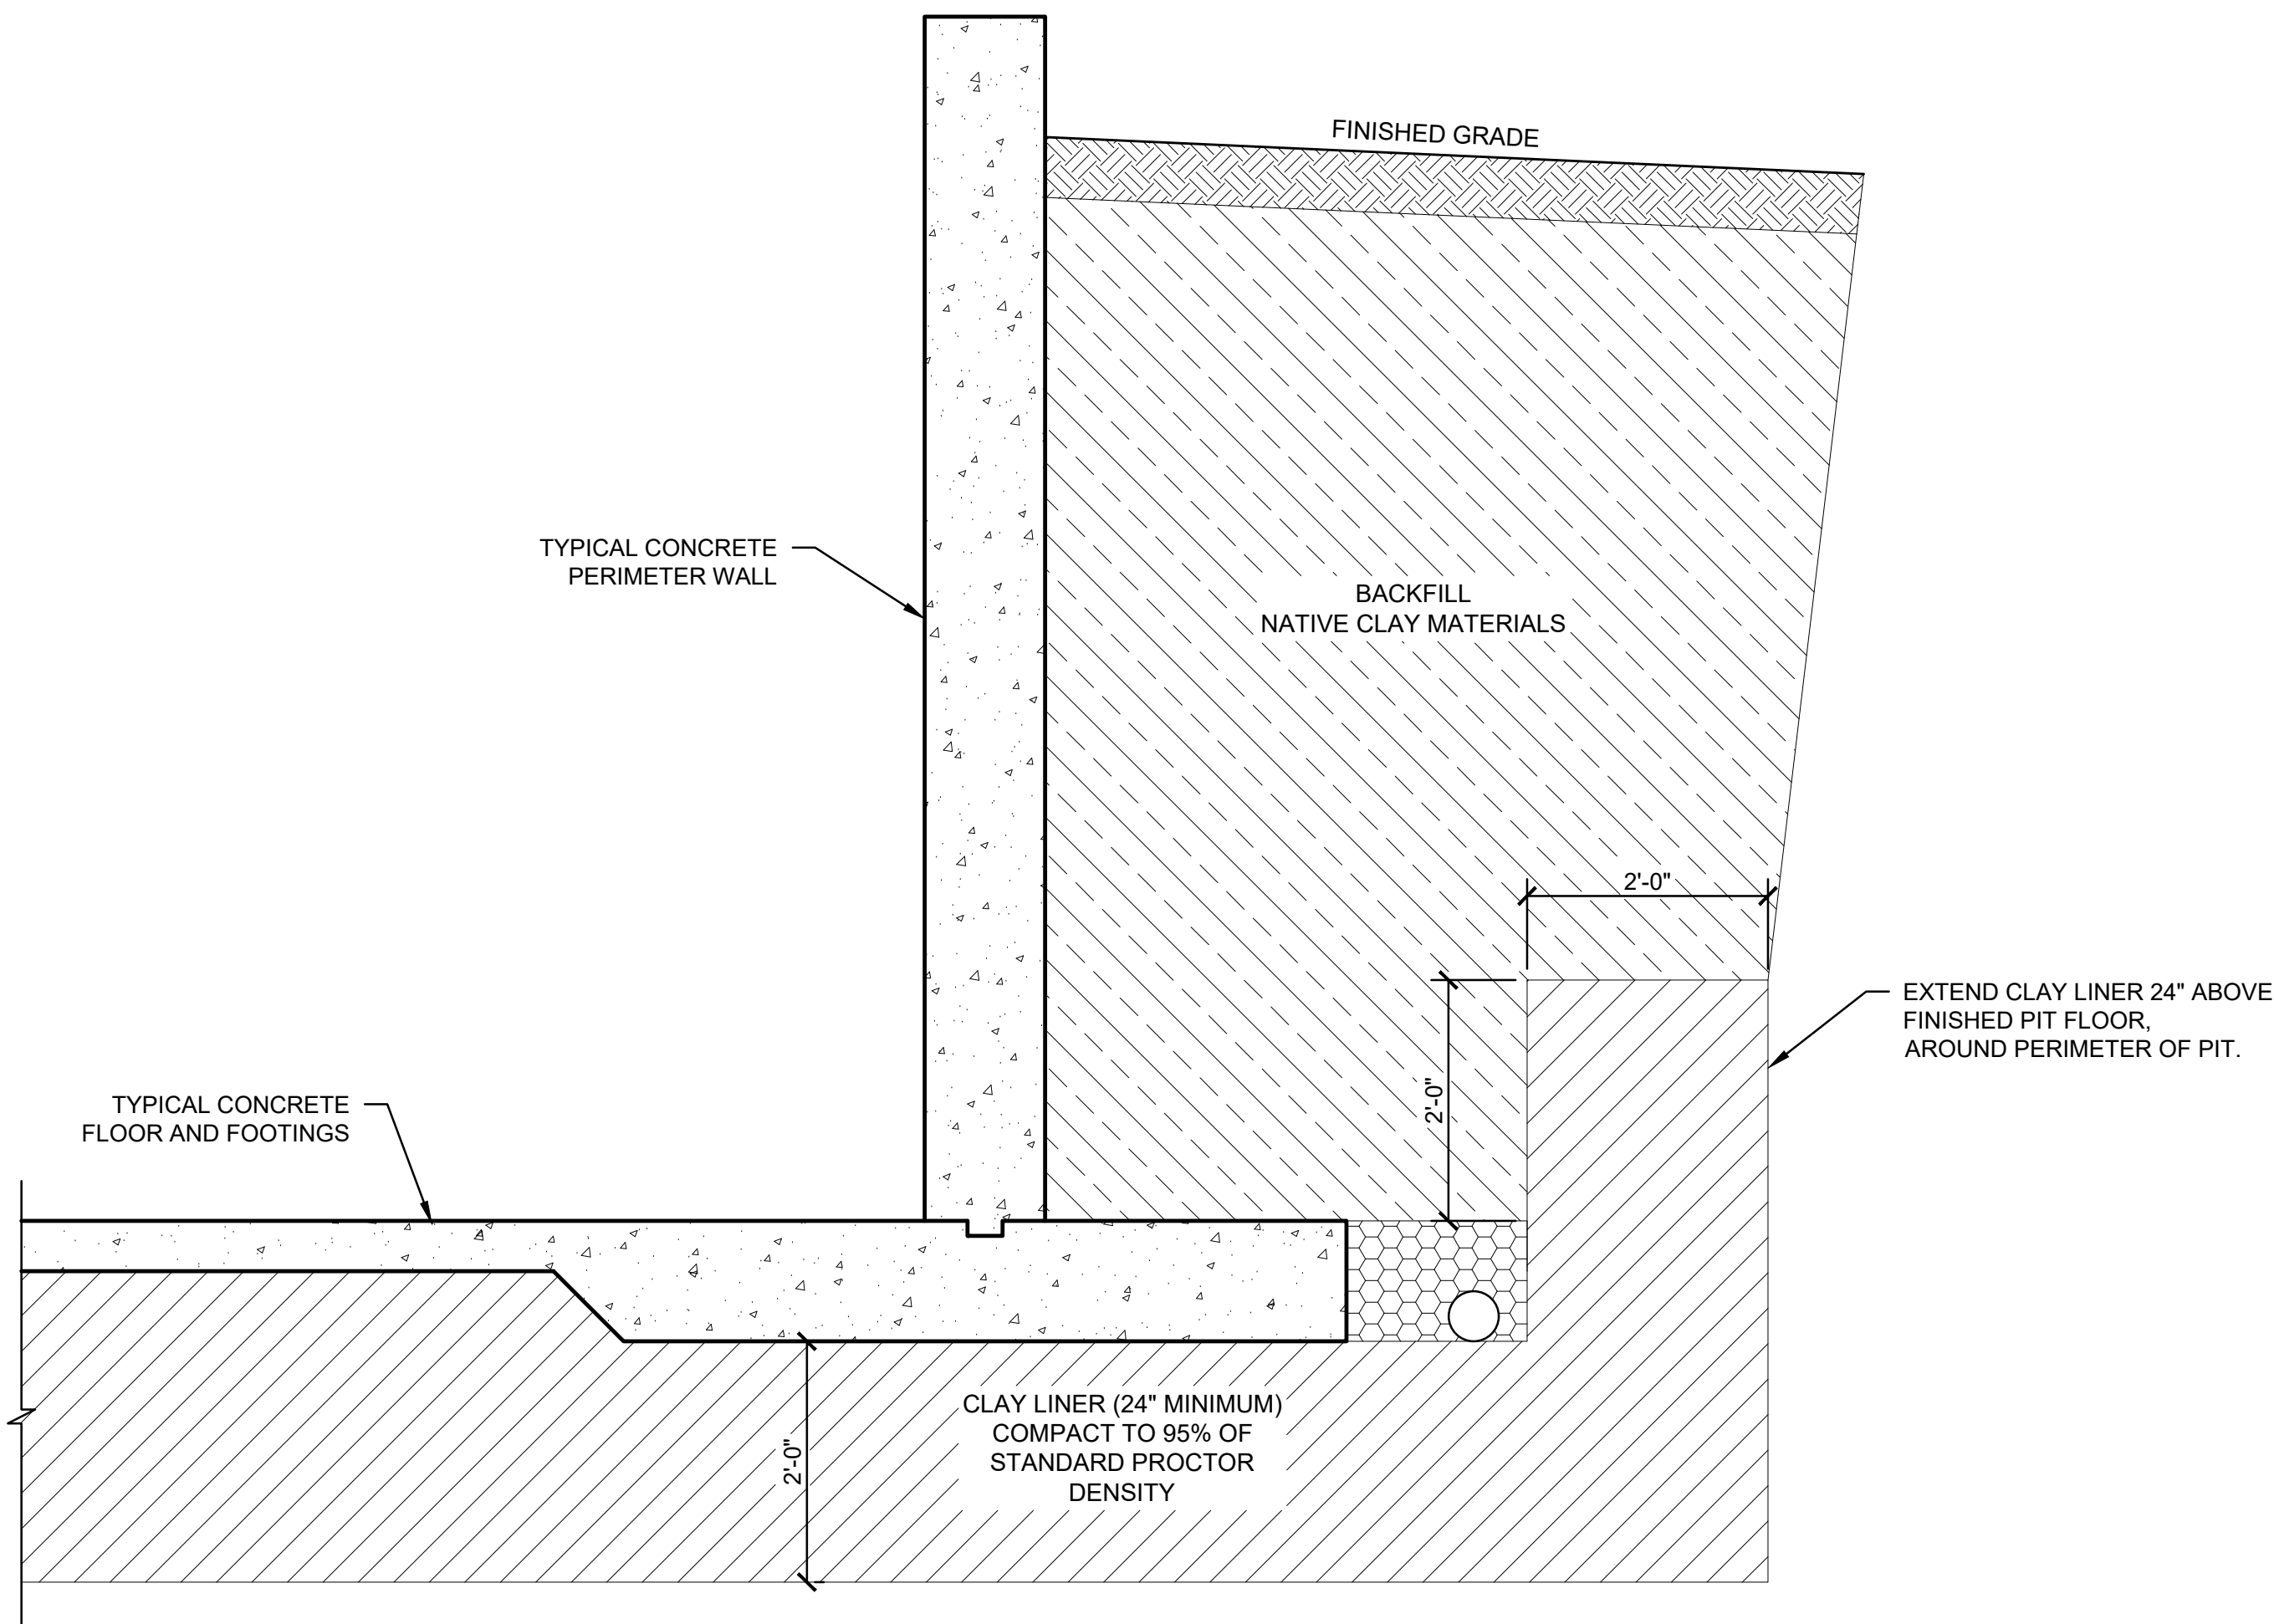 FINISHED GRADE
TYPICAL CONCRETE
PERIMETER WALL
BACKFILL
NATIVE CLAY MATERIALS
2'-0"
EXTEND CLAY LINER 24" ABOVE
FINISHED PIT FLOOR,
AROUND PERIMETER OF PIT.
2'-0"
TYPICAL CONCRETE
FLOOR AND FOOTINGS
CLAY LINER (24" MINIMUM)
COMPACT TO 95% OF
STANDARD PROCTOR
DENSITY
2'-0"